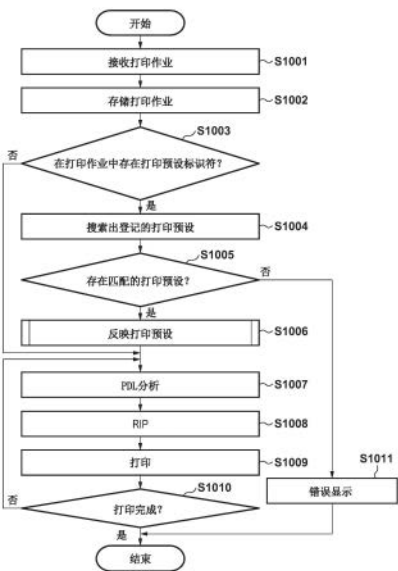 开始
接收打印作业
S1001
存储打印作业
S1002
S1003
在打印作业中存在打印预设标识符?
否
是
搜索出登记的打印预设
S1004
S1005
存在匹配的打印预设?
否
是
反映打印预设
S1006
PDL分析
S1007
RIP
S1008
打印
S1009
S1010
打印完成?
否
是
S1011
错误显示
结束